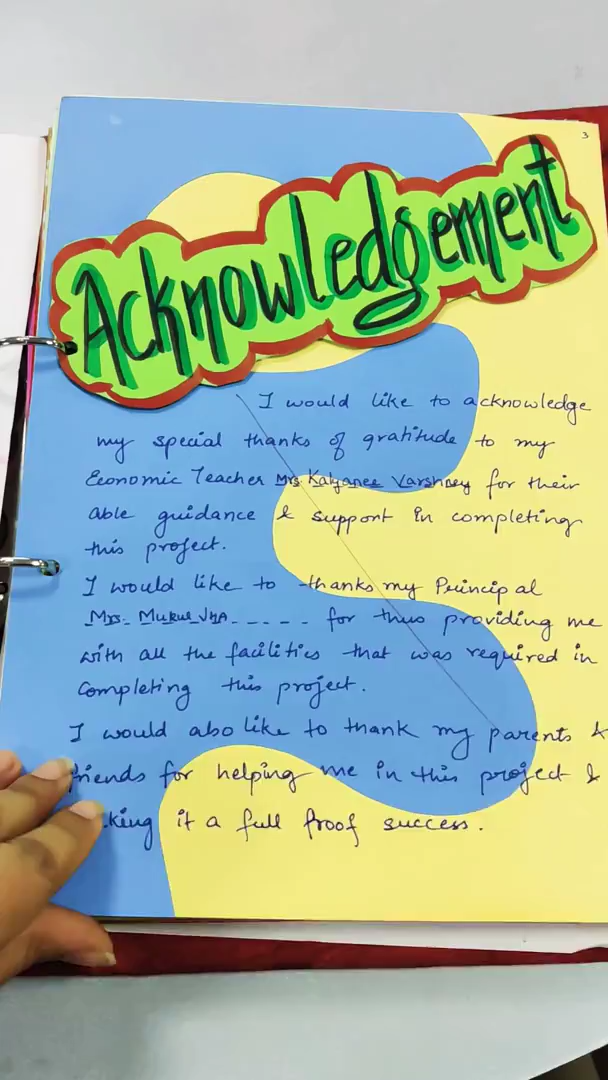 3
Acknowledgement
I would like to acknowledge
my special thanks of gratitude to my
Economic Teacher Mrs. Kalyanee Varshney for their
able guidance & support in completing
this project.
I would like to thanks my Principal
Mrs. Mukul Jha ----- for thus providing me
with all the facilities that was required in
completing this project.
I would also like to thank my parents &
friends for helping me in this project &
king it a full proof success.